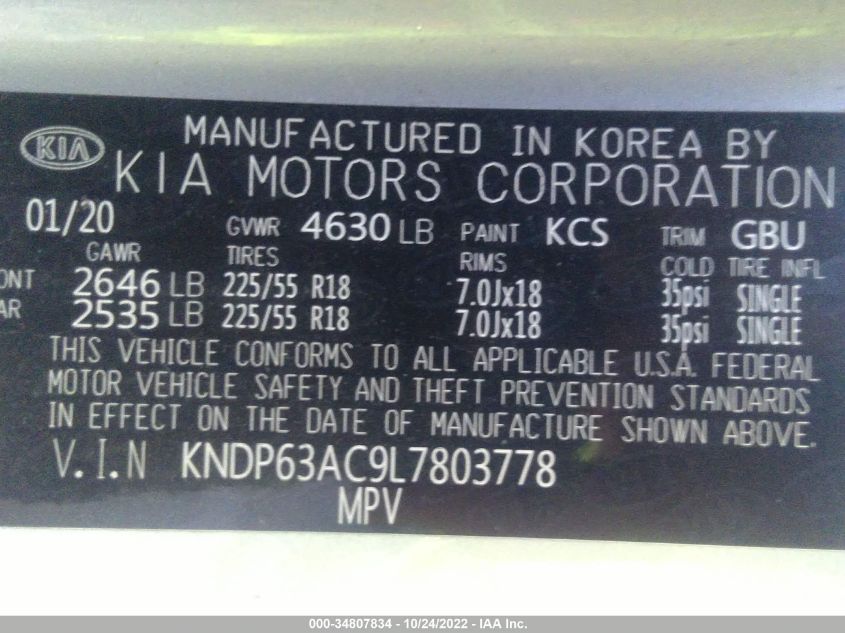 MANUFACTURED IN KOREA BY
KIA KIA MOTORS CORPORATION
01/20 GVWR 4630 LB PAINT KCS TRIM GBU
GAWR TIRES RIMS COLD TIRE INFL
ONT 2646 LB 225/55 R18 7.0Jx18 35psi SINGLE
AR 2535 LB 225/55 R18 7.0Jx18 35psi SINGLE
THIS VEHICLE CONFORMS TO ALL APPLICABLE U.S.A. FEDERAL
MOTOR VEHICLE SAFETY AND THEFT PREVENTION STANDARDS
IN EFFECT ON THE DATE OF MANUFACTURE SHOWN ABOVE.
V.I.N KNDP63AC9L7803778
MPV
000-34807834 - 10/24/2022 - IAA Inc.